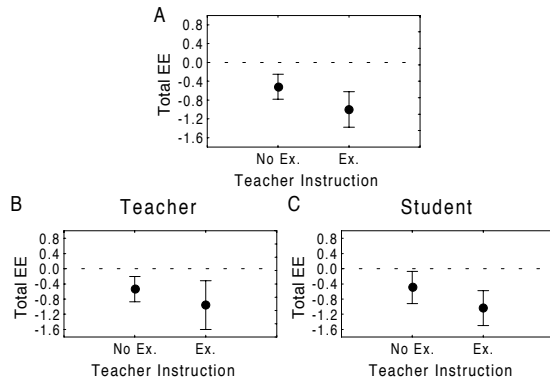 A
Total EE
0.8
0.4
0.0
-0.4
-0.8
-1.2
-1.6
No Ex. Ex.
Teacher Instruction
B Teacher
Total EE
0.8
0.4
0.0
-0.4
-0.8
-1.2
-1.6
No Ex. Ex.
Teacher Instruction
C Student
Total EE
0.8
0.4
0.0
-0.4
-0.8
-1.2
-1.6
No Ex. Ex.
Teacher Instruction